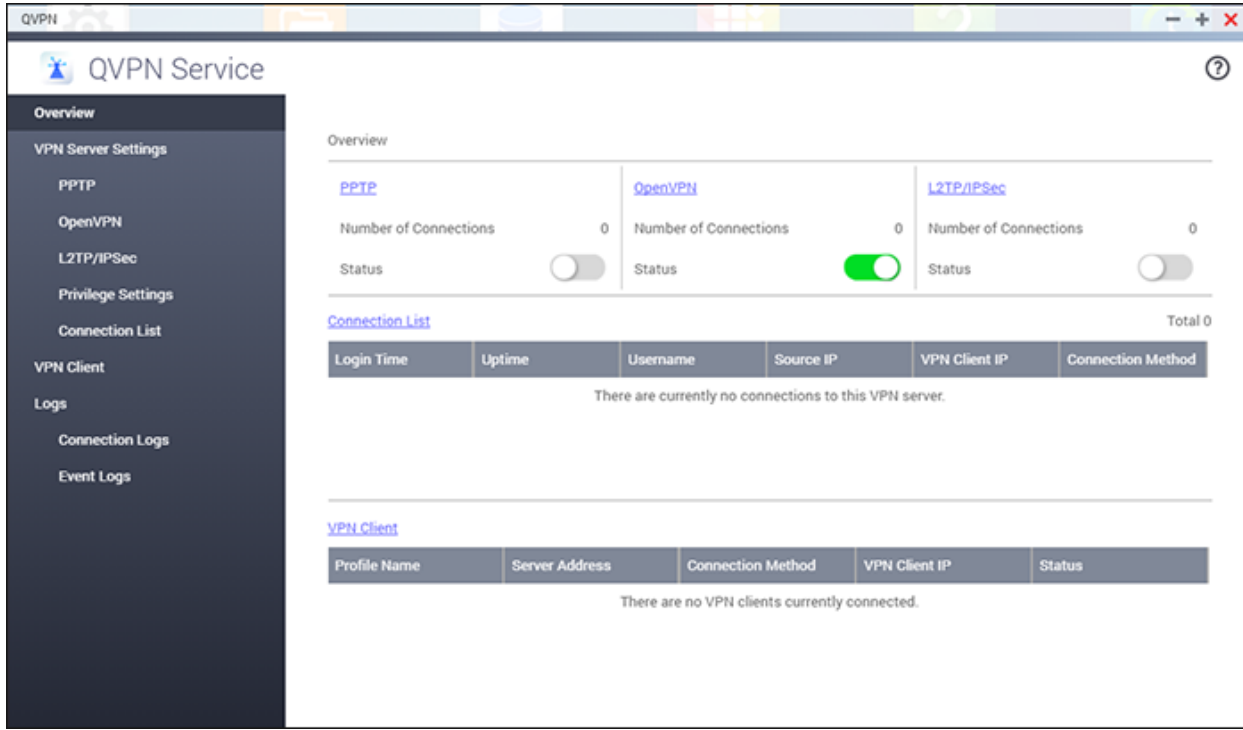 QVPN
QVPN Service
Overview
VPN Server Settings
PPTP
OpenVPN
L2TP/IPSec
Privilege Settings
Connection List
VPN Client
Logs
Connection Logs
Event Logs
Overview
PPTP OpenVPN L2TP/IPSec
Number of Connections 0 Number of Connections 0 Number of Connections 0
Status Status Status
Connection List Total 0
Login Time Uptime Username Source IP VPN Client IP Connection Method
There are currently no connections to this VPN server.
VPN Client
Profile Name Server Address Connection Method VPN Client IP Status
There are no VPN clients currently connected.